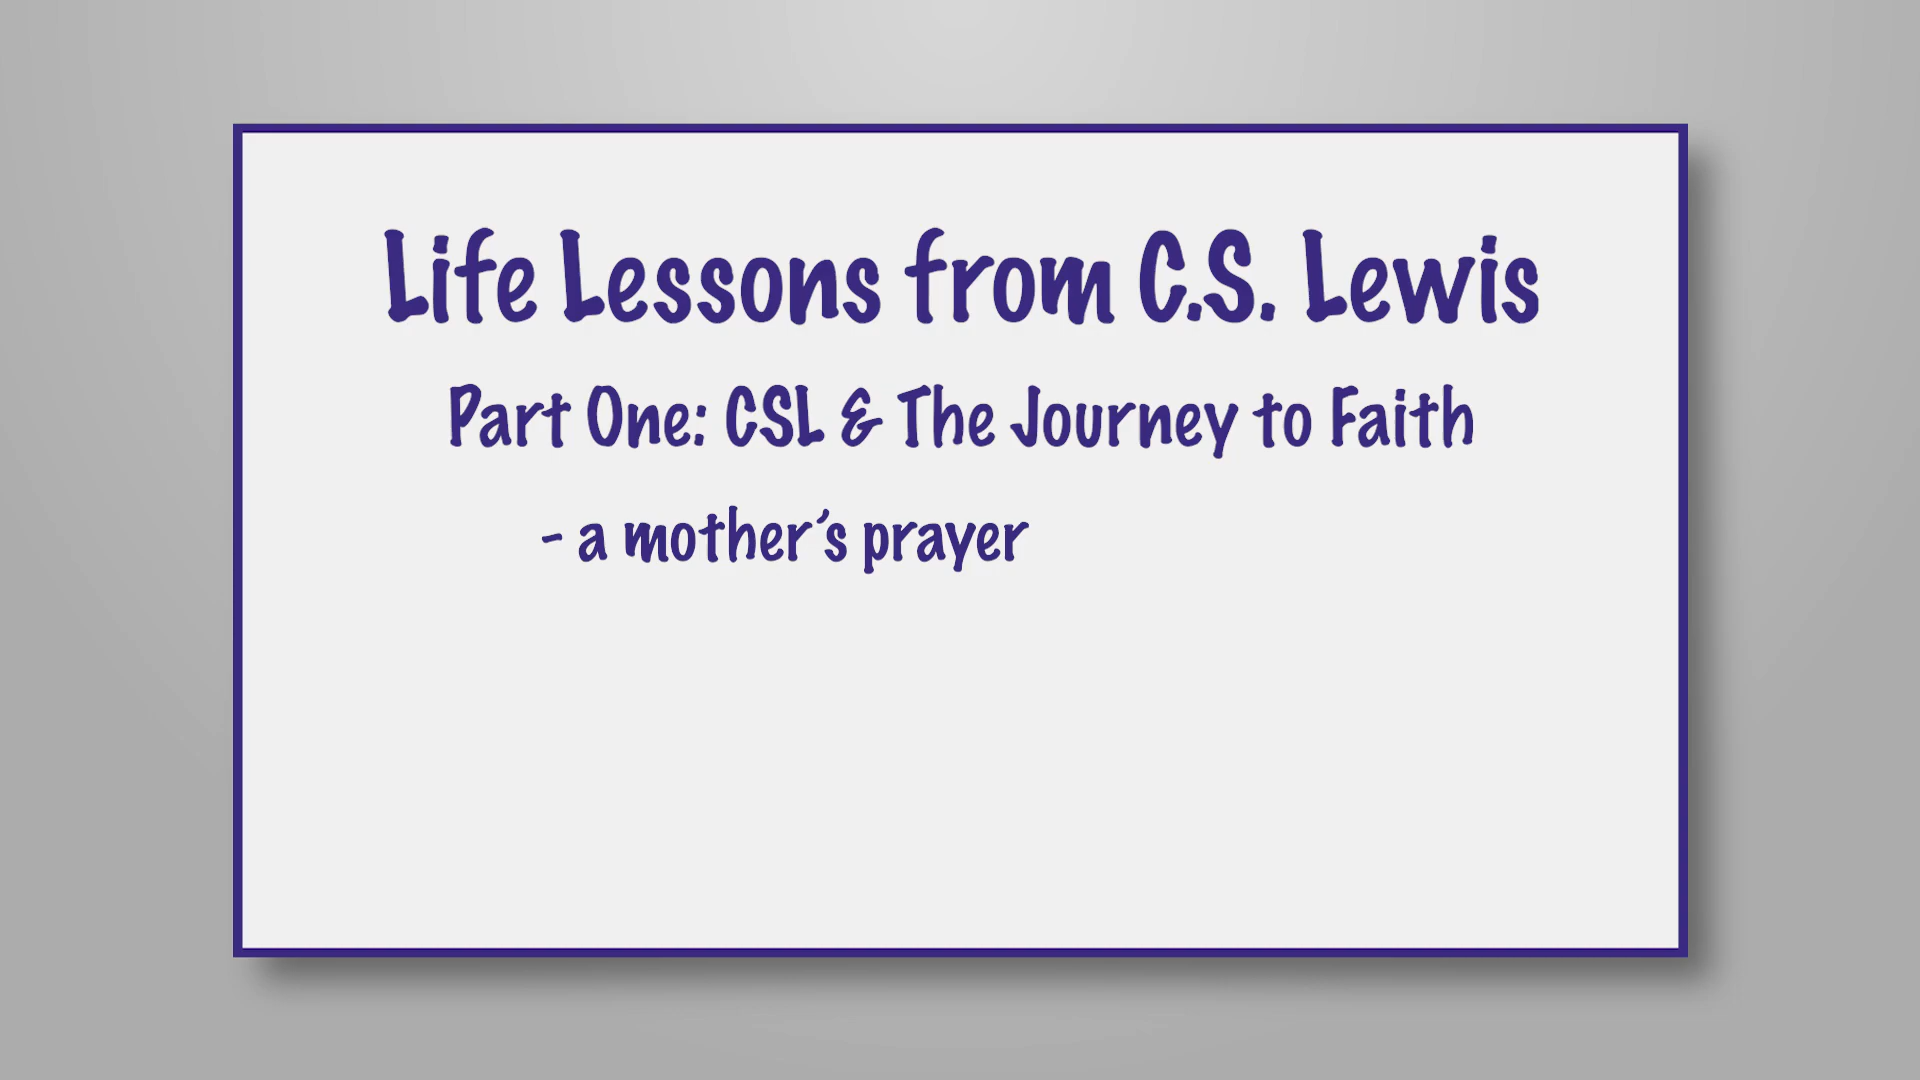 Life Lessons from C.S. Lewis
Part One: CSL & The Journey to Faith
- a mother's prayer